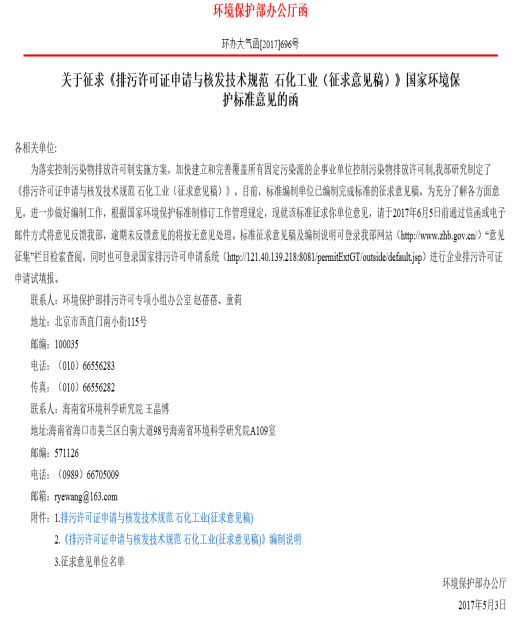 环境保护部办公厅函
环办大气函[2017]696号
关于征求《排污许可证申请与核发技术规范 石化工业（征求意见稿）》国家环境保
护标准意见的函
各相关单位:
为落实控制污染物排放许可制实施方案，加快建立和完善覆盖所有固定污染源的企事业单位控制污染物排放许可制,我部研究制定了
《排污许可证申请与核发技术规范 石化工业（征求意见稿）》。目前，标准编制单位已编制完成标准的征求意见稿。为充分了解各方面意
见，进一步做好编制工作，根据国家环境保护标准制修订工作管理规定，现就该标准征求你单位意见，请于2017年6月5日前通过信函或电子
邮件方式将意见反馈我部，逾期未反馈意见的将按无意见处理。标准征求意见稿及编制说明可登录我部网站（http://www.zhb.gov.cn/）“意见
征集”栏目检索查阅，同时也可登录国家排污许可申请系统（http://121.40.139.218:8081/permitExtGT/outside/default.jsp）进行企业排污许可证
申请试填报。
联系人：环境保护部排污许可专项小组办公室 赵蓓蓓、童莉
地址：北京市西直门南小街115号
邮编：100035
电话：（010）66556283
传真：（010）66556282
联系人：海南省环境科学研究院 王晶博
地址:海南省海口市美兰区白驹大道98号海南省环境科学研究院A109室
邮编：571126
电话：（0989）66705009
邮箱：ryewang@163.com
附件：1.排污许可证申请与核发技术规范 石化工业(征求意见稿)
2.《排污许可证申请与核发技术规范 石化工业(征求意见稿)》编制说明
3.征求意见单位名单
环境保护部办公厅
2017年5月3日